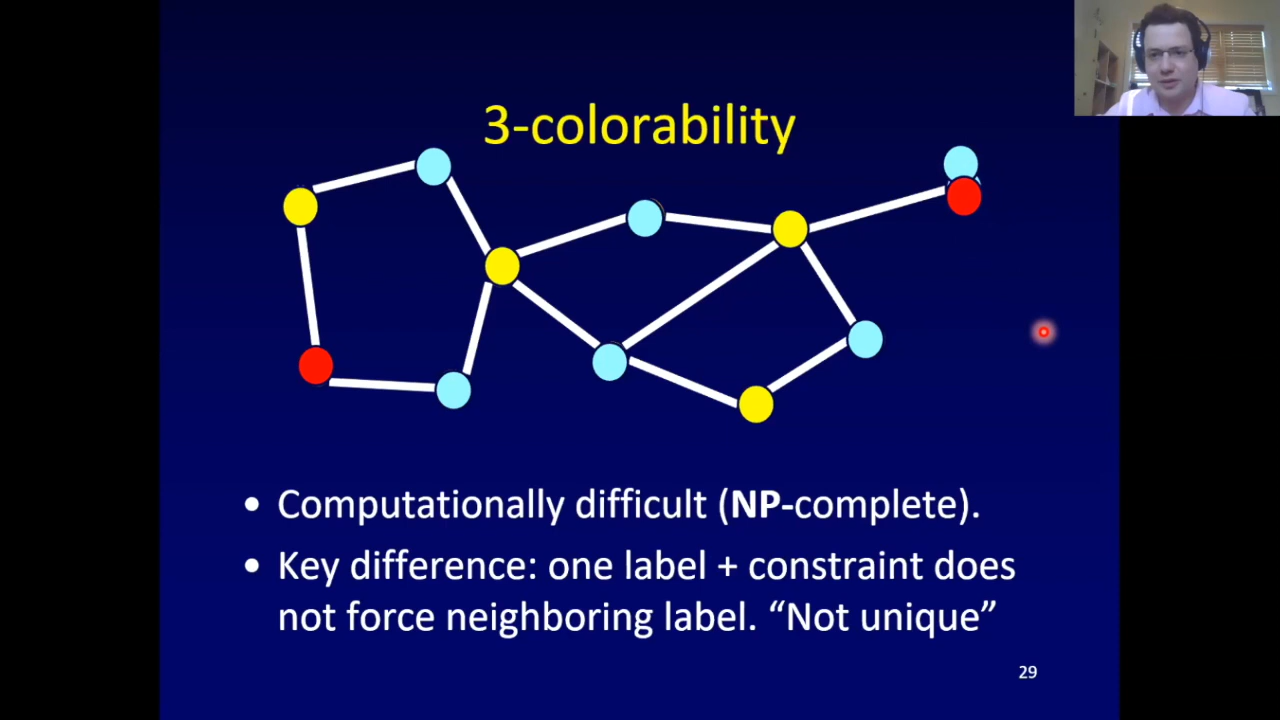 3-colorability
• Computationally difficult (NP-complete).
• Key difference: one label + constraint does
not force neighboring label. “Not unique”
29